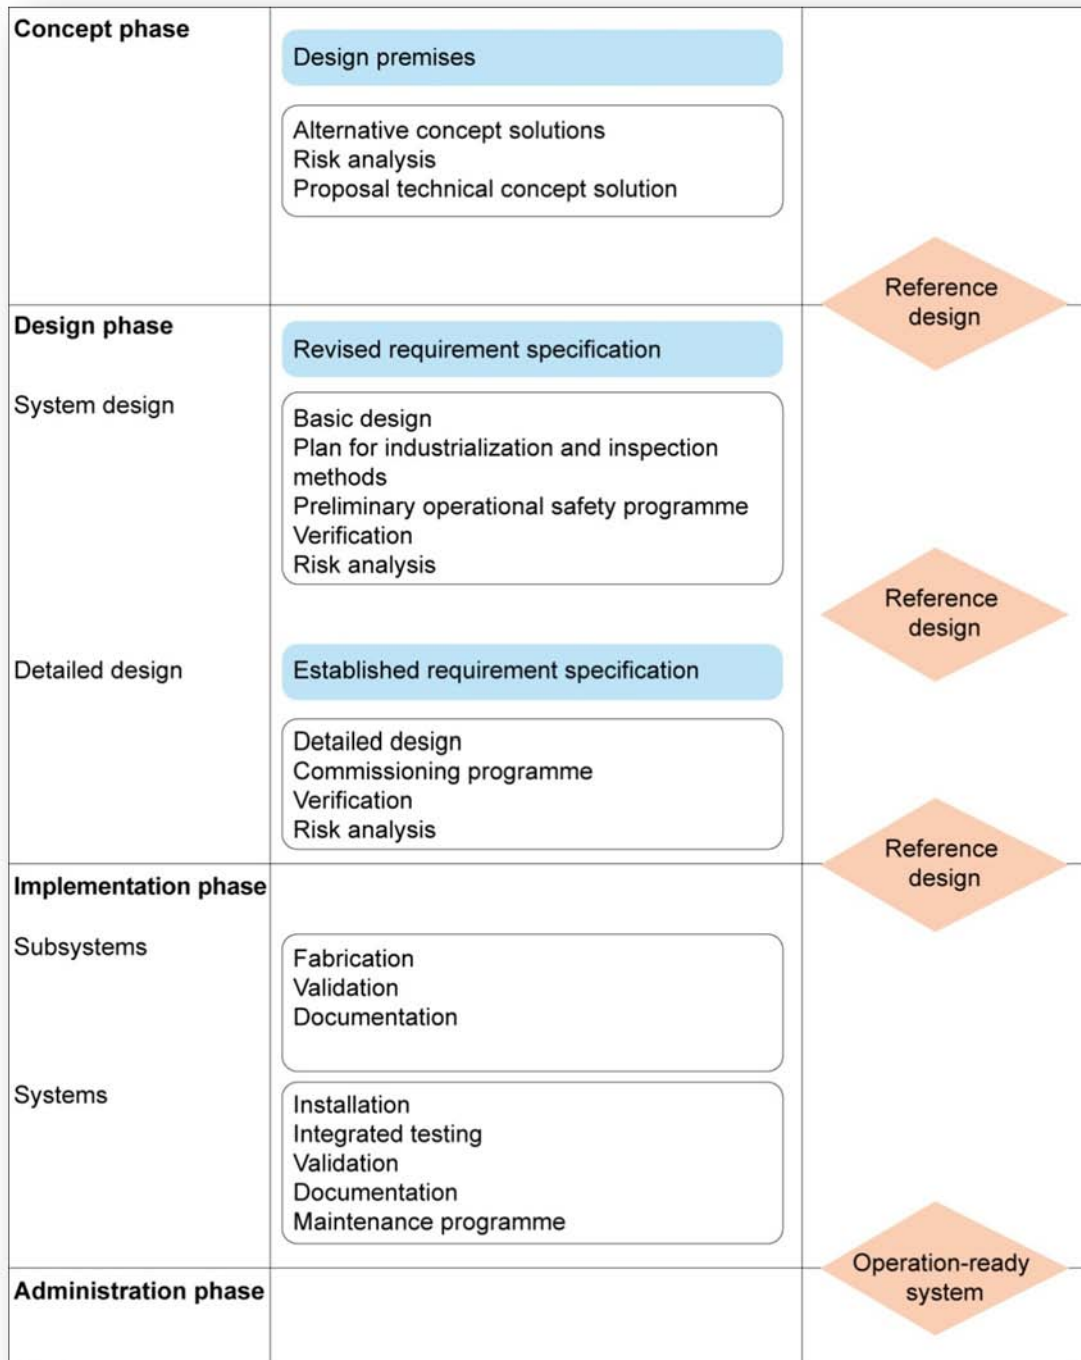 Concept phase
Design premises
Alternative concept solutions
Risk analysis
Proposal technical concept solution
Reference
design
Design phase
Revised requirement specification
System design
Basic design
Plan for industrialization and inspection
methods
Preliminary operational safety programme
Verification
Risk analysis
Reference
design
Detailed design
Established requirement specification
Detailed design
Commissioning programme
Verification
Risk analysis
Reference
design
Implementation phase
Subsystems
Fabrication
Validation
Documentation
Systems
Installation
Integrated testing
Validation
Documentation
Maintenance programme
Operation-ready
system
Administration phase